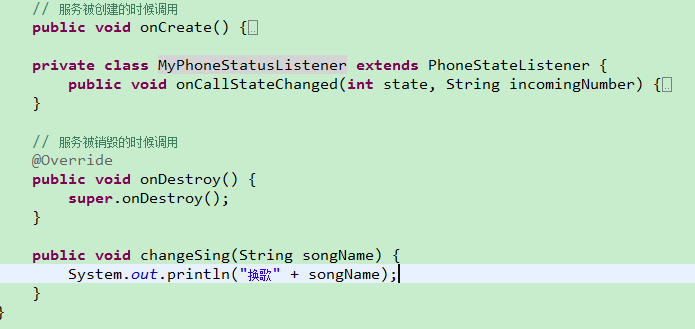 // 服务被创建的时候调用
public void onCreate() {
private class MyPhoneStatusListener extends PhoneStateListener {
public void onCallStateChanged(int state, String incomingNumber) {
}
// 服务被销毁的时候调用
@Override
public void onDestroy() {
super.onDestroy();
}
public void changeSing(String songName) {
System.out.println("换歌" + songName);
}
}